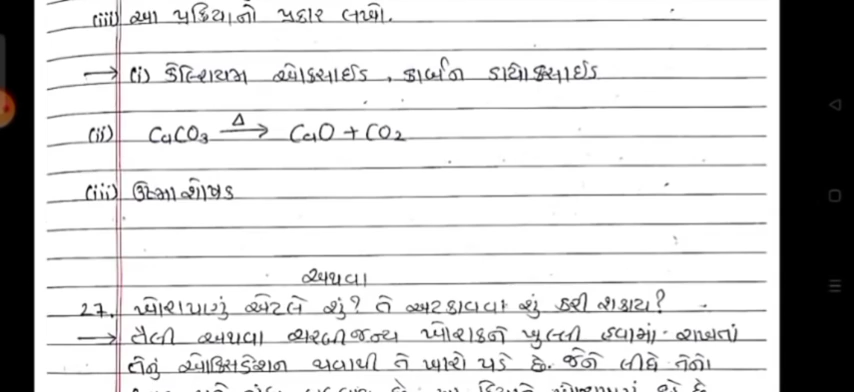 (iii) આ પ્રક્રિયાનો પ્રકાર લખો.
→ (i) કેલ્શિયમ ઓક્સાઈડ, કાર્બન ડાયોક્સાઈડ
(ii) CaCO3 —Δ→ CaO + CO2
(iii) ઉષ્માશોષક
અથવા
27. ખોરાપણું એટલે શું? તે અટકાવવા શું કરી શકાય?
→ તૈલી અથવા ચરબીજન્ય ખોરાકને ખુલ્લી હવામાં રાખતાં
તેનું ઓક્સિડેશન થવાથી તે ખોરો પડે છે. જેને લીધે તેનો